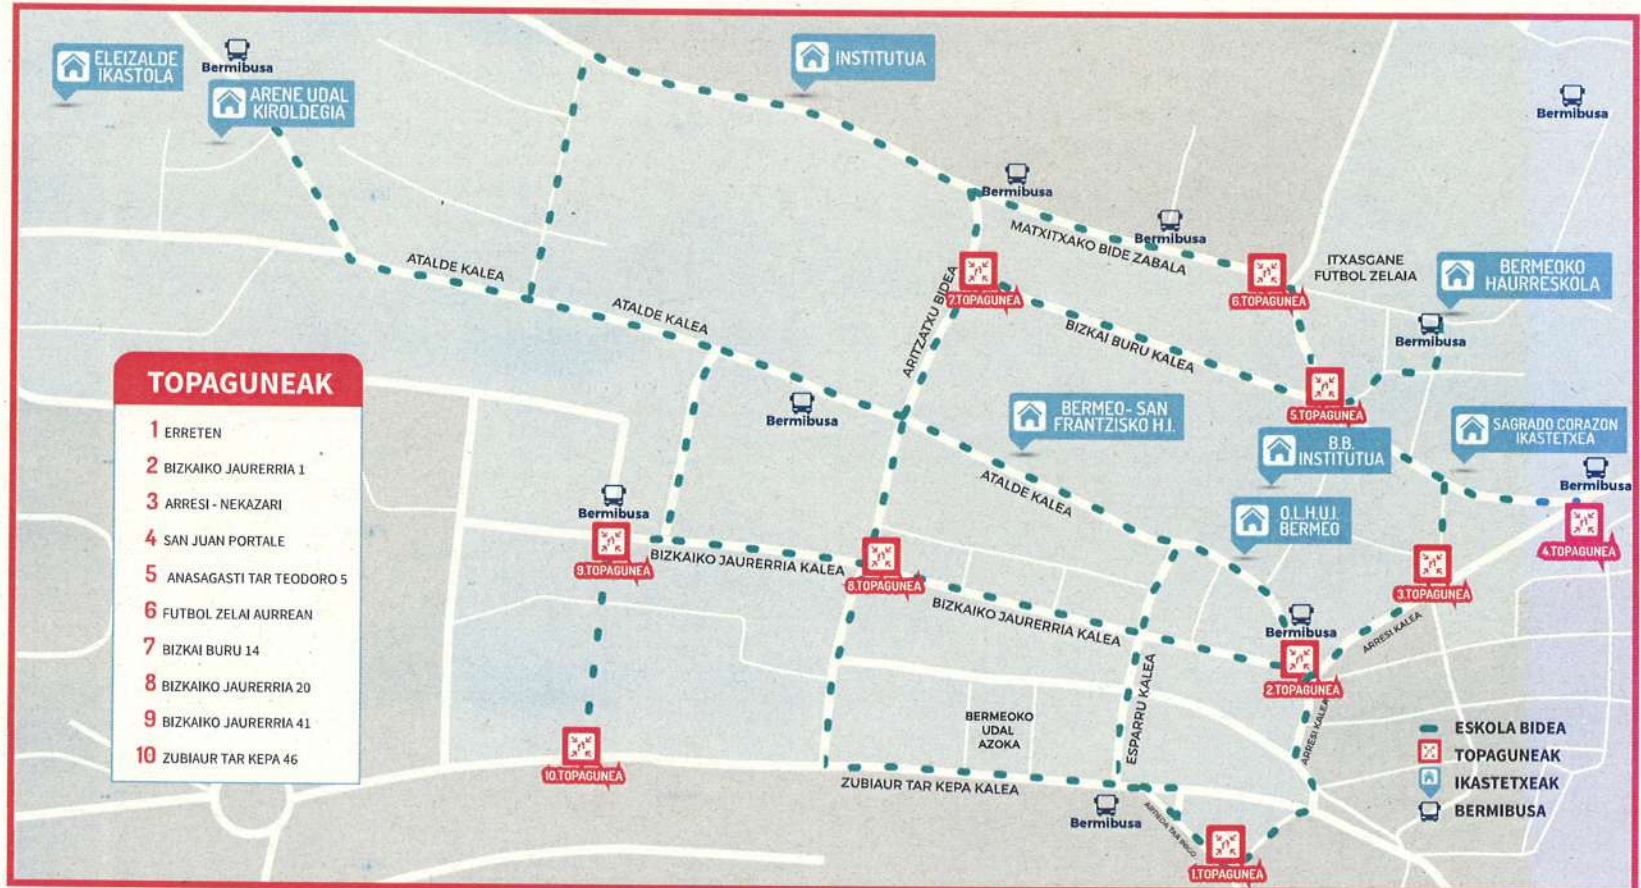 ELEIZALDE
IKASTOLA
Bermibusa
ARENE UDAL
KIROLDEGIA
INSTITUTUA
Bermibusa
Bermibusa
Bermibusa
MATXITXAKO BIDE ZABALA
ITXASGANE
FUTBOL ZELAIA
BERMEOKO
HAURRESKOLA
ATALDE KALEA
ATALDE KALEA
ARITZATXU BIDEA
7.TOPAGUNEA
6.TOPAGUNEA
BIZKAI BURU KALEA
Bermibusa
TOPAGUNEAK
1 ERRETEN
2 BIZKAIKO JAURERRIA 1
3 ARRESI - NEKAZARI
4 SAN JUAN PORTALE
5 ANASAGASTI TAR TEODORO 5
6 FUTBOL ZELAI AURREAN
7 BIZKAI BURU 14
8 BIZKAIKO JAURERRIA 20
9 BIZKAIKO JAURERRIA 41
10 ZUBIAUR TAR KEPA 46
Bermibusa
BERMEO- SAN
FRANTZISKO H.I.
5.TOPAGUNEA
B.B.
INSTITUTUA
SAGRADO CORAZON
IKASTETXEA
Bermibusa
ATALDE KALEA
O.L.H.U.I.
BERMEO
4.TOPAGUNEA
Bermibusa
9.TOPAGUNEA
BIZKAIKO JAURERRIA KALEA
8.TOPAGUNEA
BIZKAIKO JAURERRIA KALEA
3.TOPAGUNEA
ARRESI KALEA
Bermibusa
2.TOPAGUNEA
ESPARRU KALEA
ARRESI KALEA
BERMEOKO
UDAL
AZOKA
10.TOPAGUNEA
ZUBIAUR TAR KEPA KALEA
Bermibusa
1.TOPAGUNEA
ESKOLA BIDEA
TOPAGUNEAK
IKASTETXEAK
BERMIBUSA